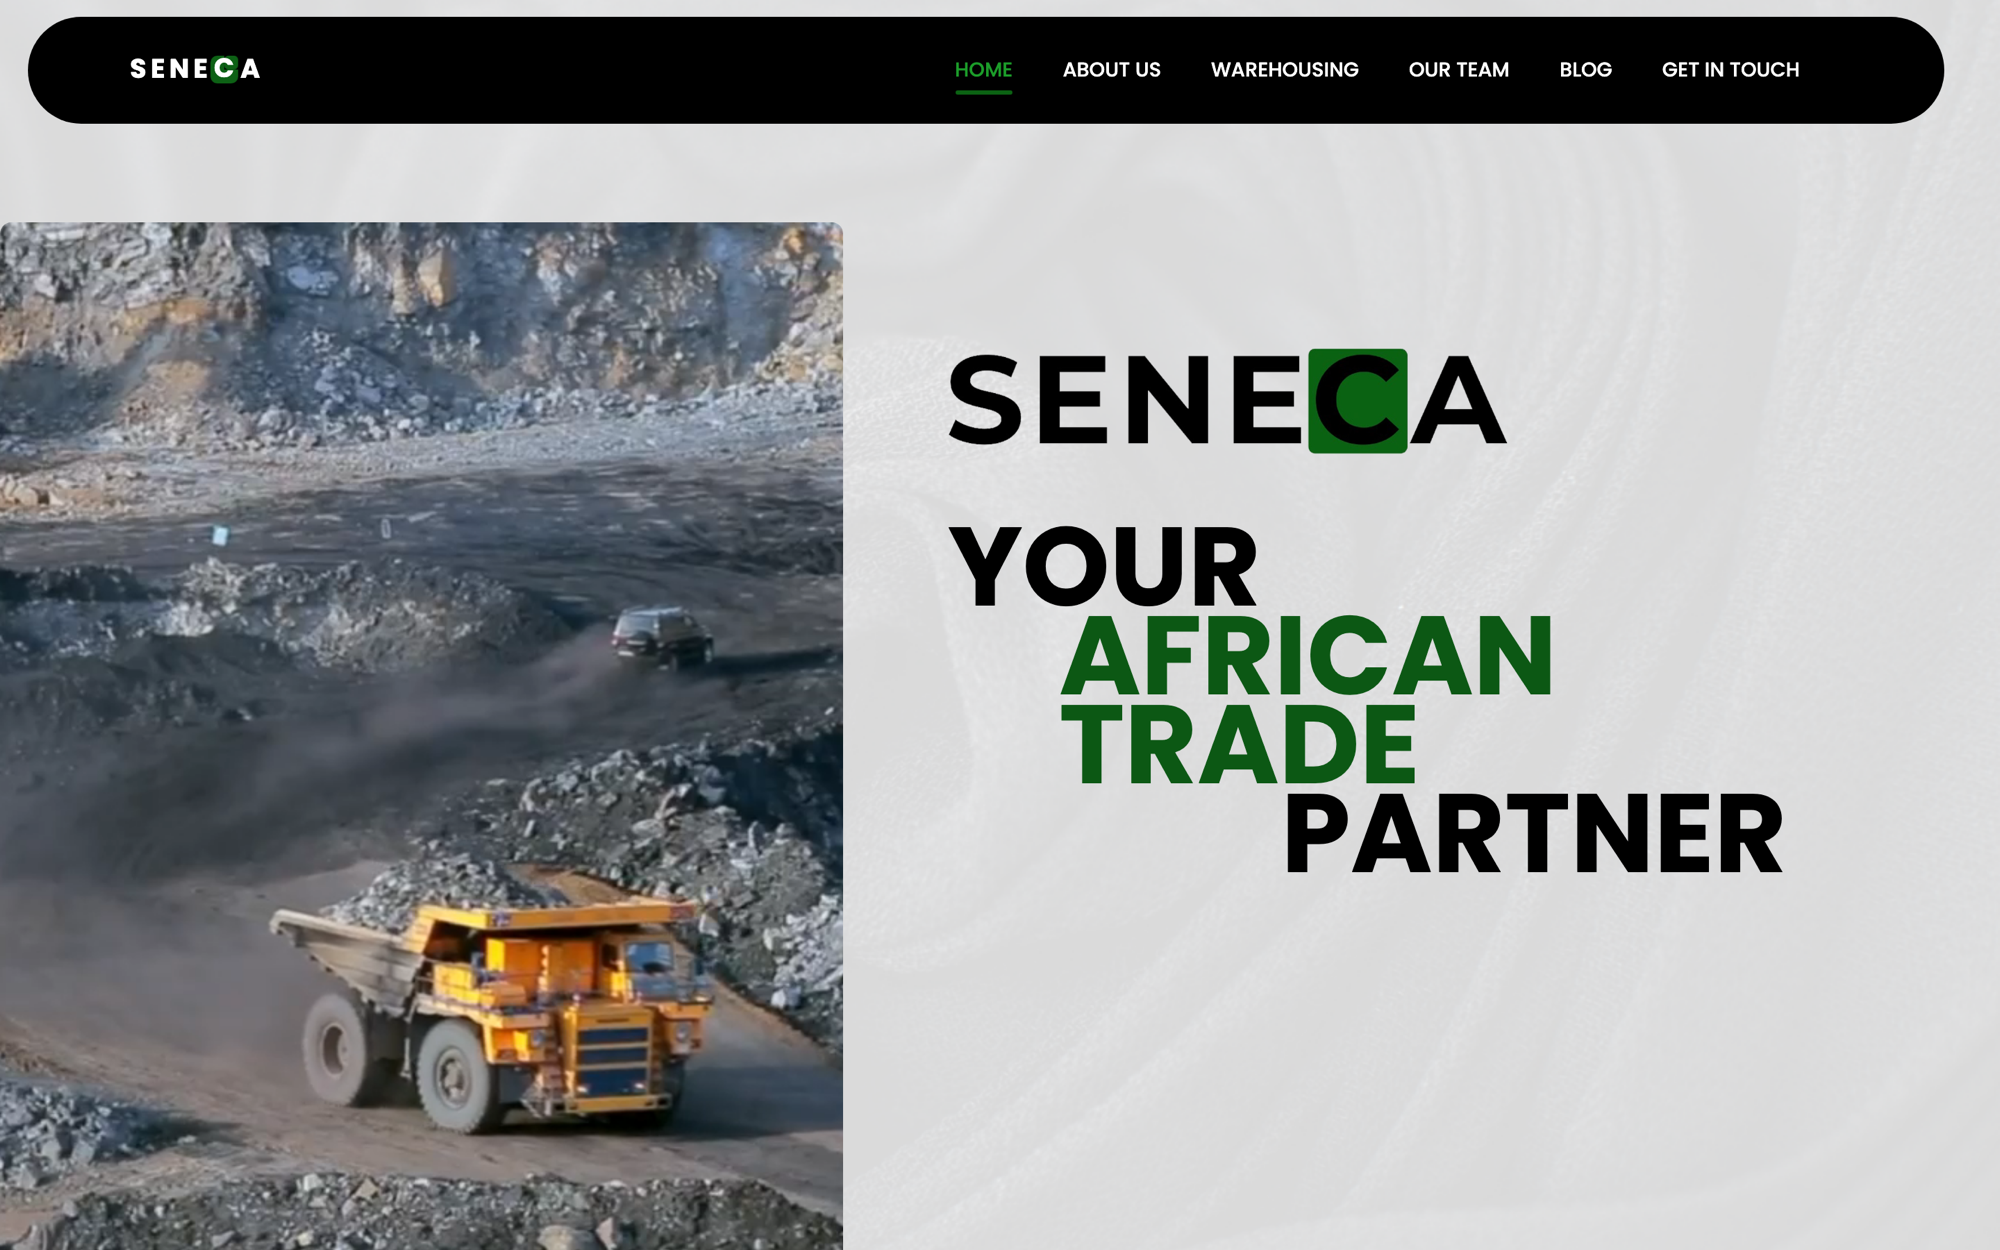 SENECA
HOME ABOUT US WAREHOUSING OUR TEAM BLOG GET IN TOUCH
SENECA
YOUR
AFRICAN
TRADE
PARTNER